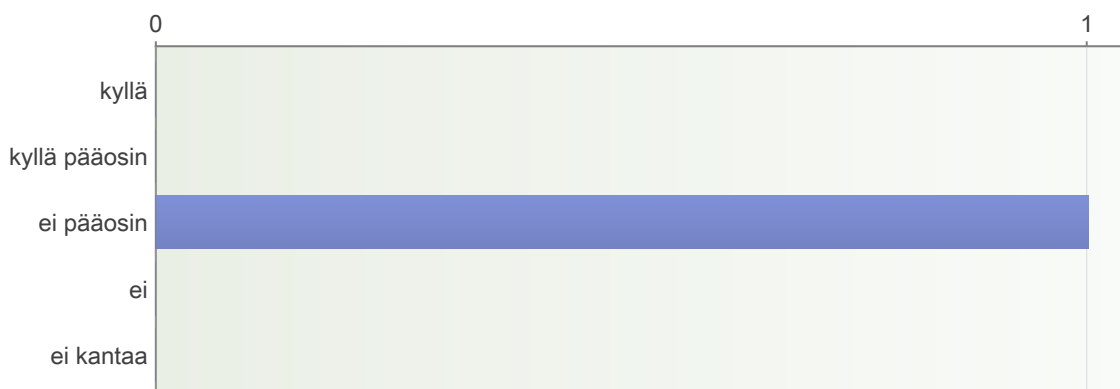 0 1
kyllä
kyllä pääosin
ei pääosin
ei
ei kantaa